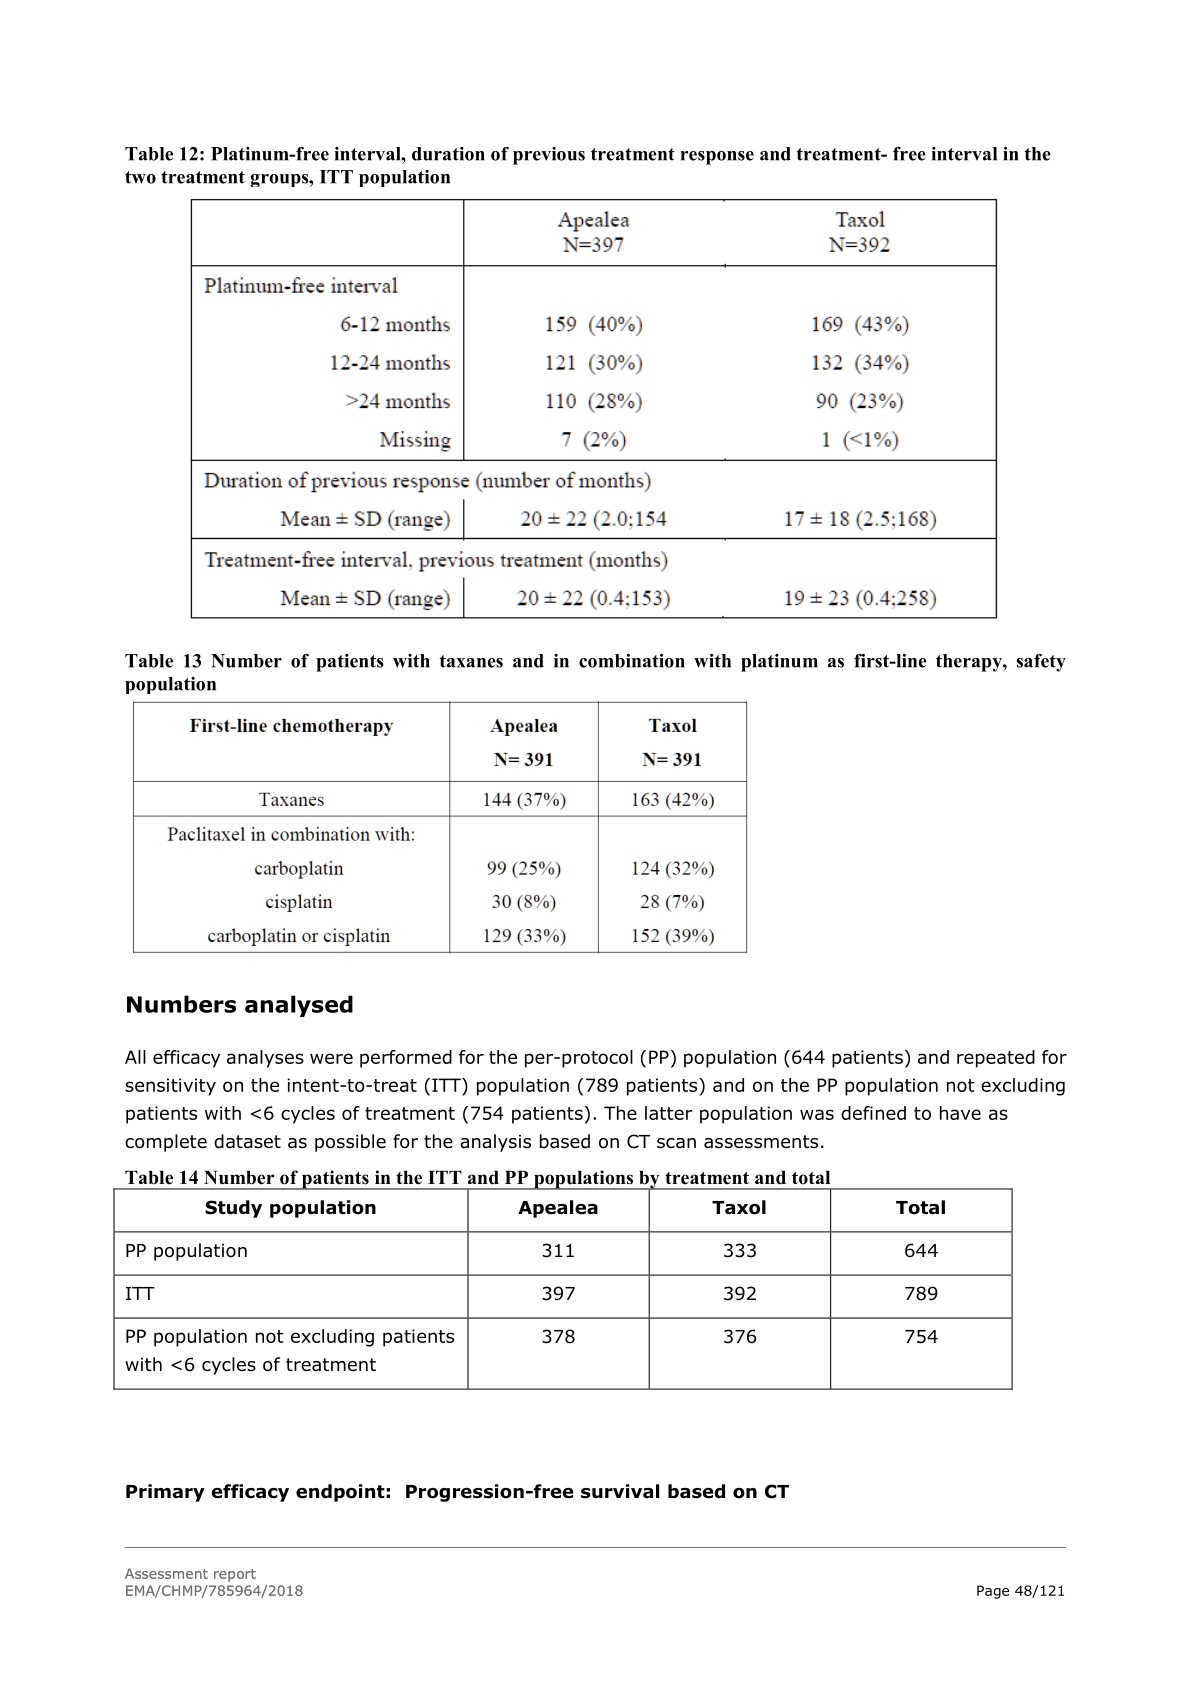 Table 12: Platinum-free interval, duration of previous treatment response and treatment- free interval in the
two treatment groups, ITT population
Apealea Taxol
N=397 N=392
Platinum-free interval
6-12 months 159 (40%) 169 (43%)
12-24 months 121 (30%) 132 (34%)
>24 months 110 (28%) 90 (23%)
Missing 7 (2%) 1 (<1%)
Duration of previous response (number of months)
Mean ± SD (range) 20 ± 22 (2.0;154 17 ± 18 (2.5;168)
Treatment-free interval, previous treatment (months)
Mean ± SD (range) 20 ± 22 (0.4;153) 19 ± 23 (0.4;258)
Table 13 Number of patients with taxanes and in combination with platinum as first-line therapy, safety
population
First-line chemotherapy Apealea Taxol
N= 391 N= 391
Taxanes 144 (37%) 163 (42%)
Paclitaxel in combination with:
carboplatin 99 (25%) 124 (32%)
cisplatin 30 (8%) 28 (7%)
carboplatin or cisplatin 129 (33%) 152 (39%)
Numbers analysed
All efficacy analyses were performed for the per-protocol (PP) population (644 patients) and repeated for
sensitivity on the intent-to-treat (ITT) population (789 patients) and on the PP population not excluding
patients with <6 cycles of treatment (754 patients). The latter population was defined to have as
complete dataset as possible for the analysis based on CT scan assessments.
Table 14 Number of patients in the ITT and PP populations by treatment and total
Study population Apealea Taxol Total
PP population 311 333 644
ITT 397 392 789
PP population not excluding patients 378 376 754
with <6 cycles of treatment
Primary efficacy endpoint: Progression-free survival based on CT
Assessment report
EMA/CHMP/785964/2018 Page 48/121